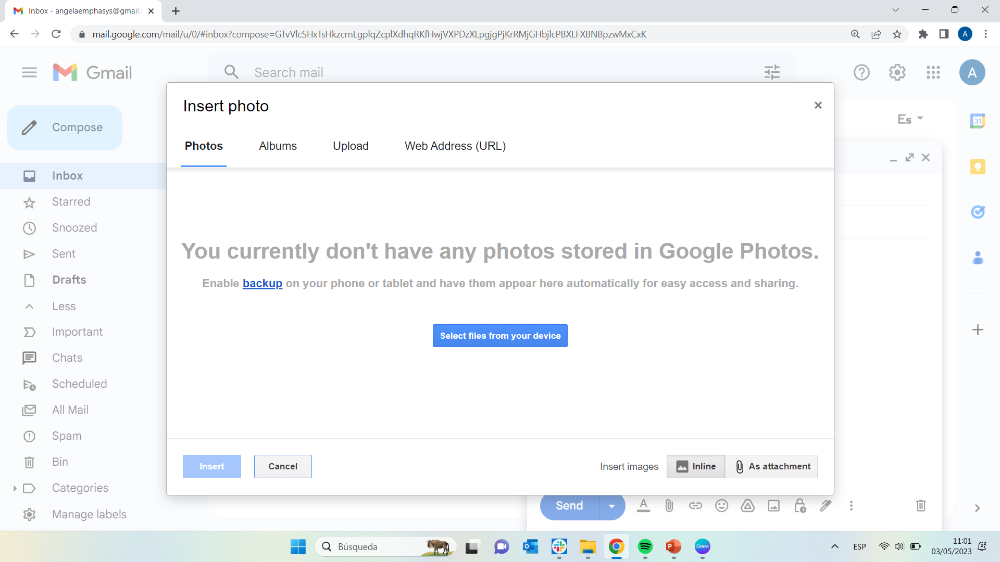 Inbox - angelaemphasys@gmail.
mail.google.com/mail/u/0/#inbox?compose=GTvVlcSHxTsHkzcrnLgplqZcplXdhqRKfHwjVXPDzXLpgjgPjKrRMjGHbjlcPBXLFXBNBpzwMxCxK
A
Gmail
Search mail
A
Compose
Inbox
Starred
Snoozed
Sent
Drafts
Less
Important
Chats
Scheduled
All Mail
Spam
Bin
Categories
Manage labels
Insert photo
Photos Albums Upload Web Address (URL)
You currently don't have any photos stored in Google Photos.
Enable backup on your phone or tablet and have them appear here automatically for easy access and sharing.
Select files from your device
Insert Cancel Insert images Inline As attachment
Es
31
Send
Búsqueda
Canva
ESP
11:01
03/05/2023